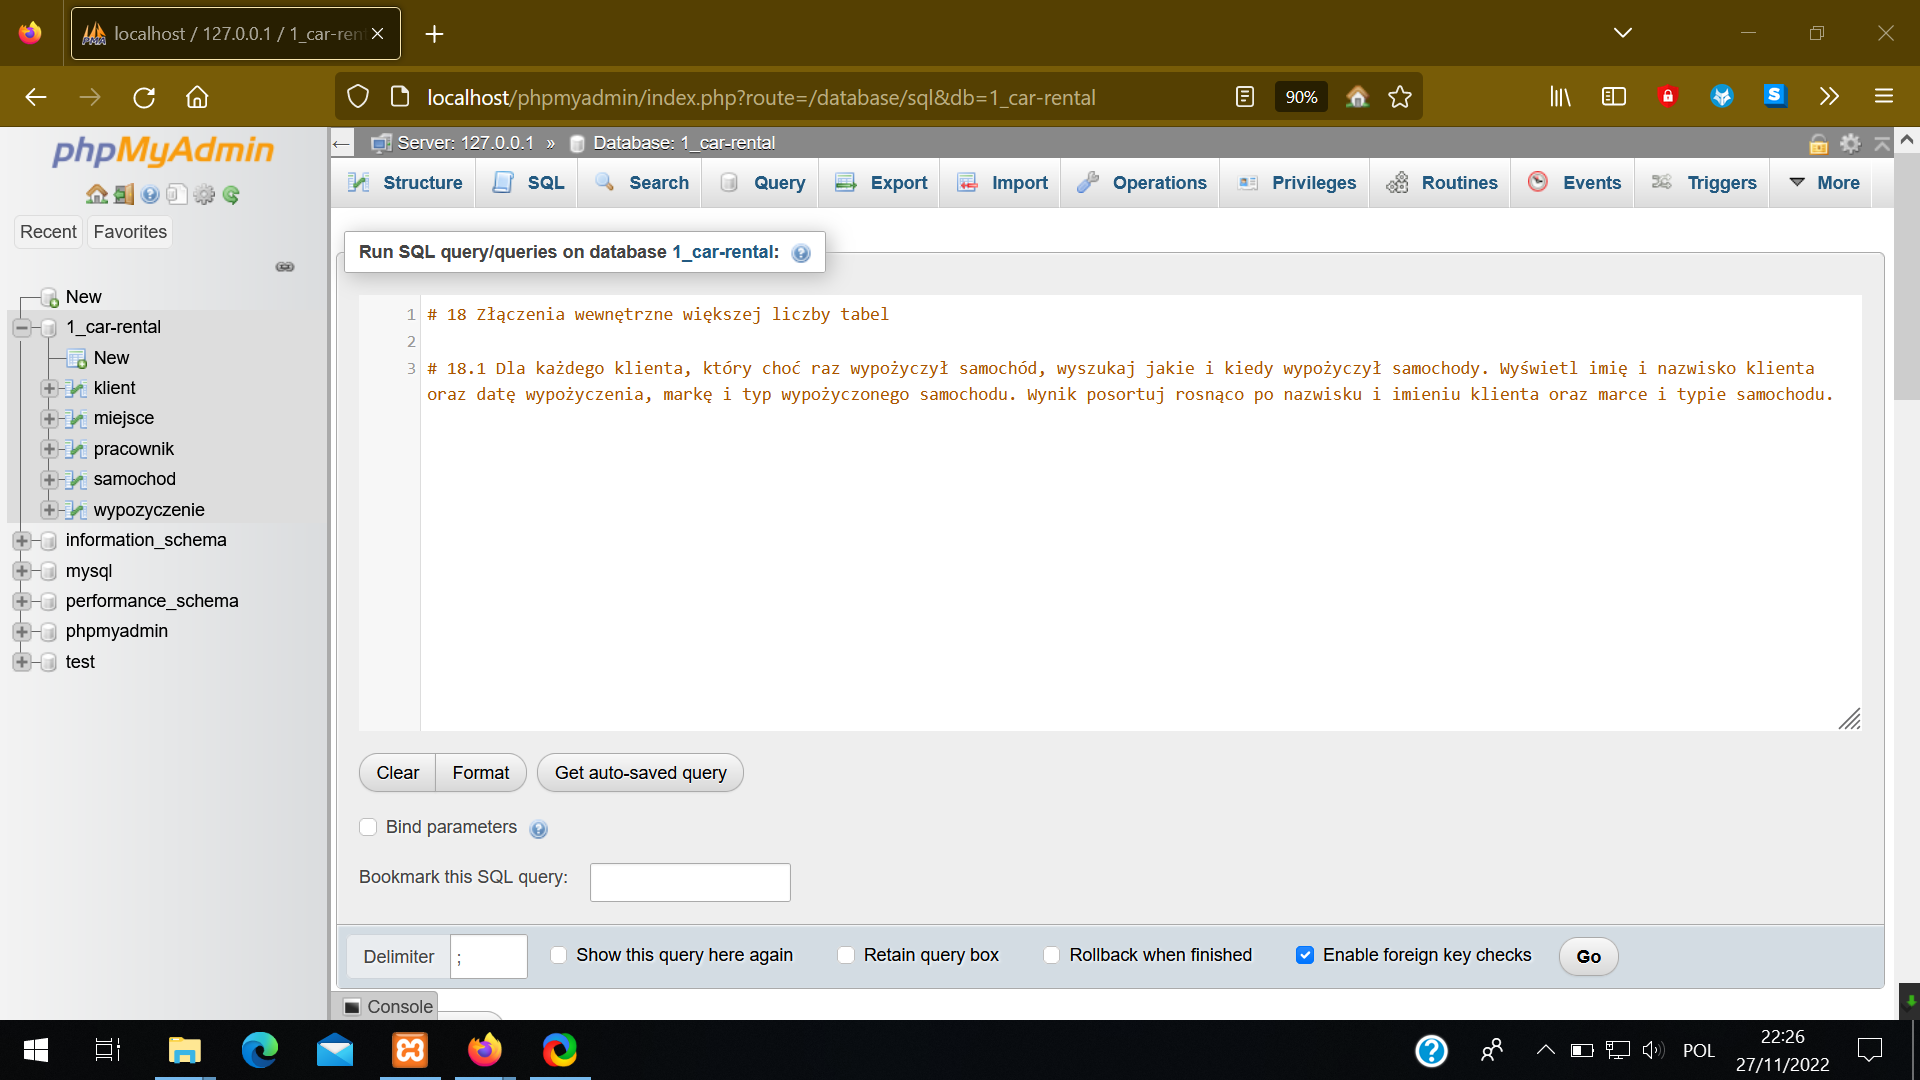 localhost / 127.0.0.1 / 1_car-ren
localhost/phpmyadmin/index.php?route=/database/sql&db=1_car-rental
90%
phpMyAdmin
Recent
Favorites
New
1_car-rental
New
klient
miejsce
pracownik
samochod
wypozyczenie
information_schema
mysql
performance_schema
phpmyadmin
test
Server: 127.0.0.1 » Database: 1_car-rental
Structure SQL Search Query Export Import Operations Privileges Routines Events Triggers More
Run SQL query/queries on database 1_car-rental:
1 # 18 Złączenia wewnętrzne większej liczby tabel
2
3 # 18.1 Dla każdego klienta, który choć raz wypożyczył samochód, wyszukaj jakie i kiedy wypożyczył samochody. Wyświetl imię i nazwisko klienta
oraz datę wypożyczenia, markę i typ wypożyczonego samochodu. Wynik posortuj rosnąco po nazwisku i imieniu klienta oraz marce i typie samochodu.
Clear Format Get auto-saved query
Bind parameters
Bookmark this SQL query:
Delimiter ; Show this query here again Retain query box Rollback when finished Enable foreign key checks Go
Console
POL
22:26
27/11/2022